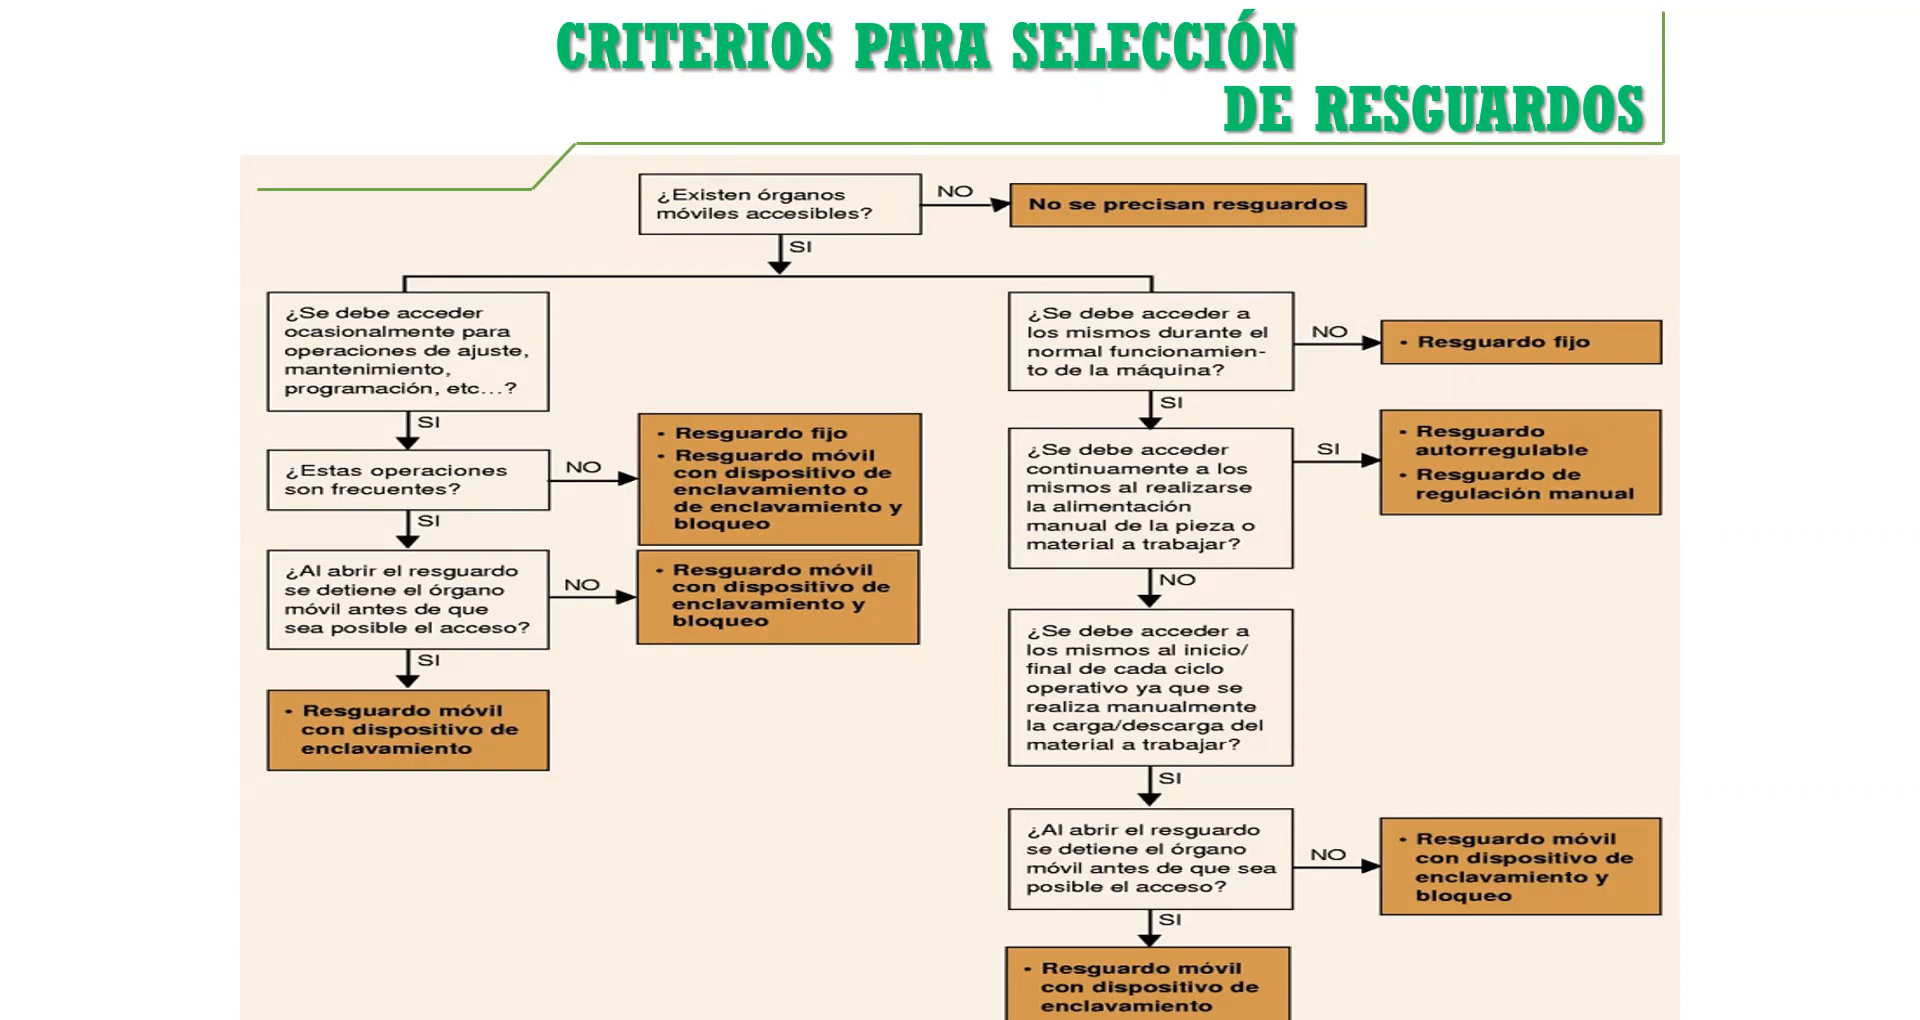 CRITERIOS PARA SELECCIÓN
DE RESGUARDOS
¿Existen órganos
móviles accesibles?
NO
No se precisan resguardos
SI
¿Se debe acceder
ocasionalmente para
operaciones de ajuste,
mantenimiento,
programación, etc...?
SI
¿Estas operaciones
son frecuentes?
NO
• Resguardo fijo
• Resguardo móvil
con dispositivo de
enclavamiento o
de enclavamiento y
bloqueo
SI
¿Al abrir el resguardo
se detiene el órgano
móvil antes de que
sea posible el acceso?
NO
• Resguardo móvil
con dispositivo de
enclavamiento y
bloqueo
SI
• Resguardo móvil
con dispositivo de
enclavamiento
¿Se debe acceder a
los mismos durante el
normal funcionamien-
to de la máquina?
NO
• Resguardo fijo
SI
¿Se debe acceder
continuamente a los
mismos al realizarse
la alimentación
manual de la pieza o
material a trabajar?
SI
• Resguardo
autorregulable
• Resguardo de
regulación manual
NO
¿Se debe acceder a
los mismos al inicio/
final de cada ciclo
operativo ya que se
realiza manualmente
la carga/descarga del
material a trabajar?
SI
¿Al abrir el resguardo
se detiene el órgano
móvil antes de que sea
posible el acceso?
NO
• Resguardo móvil
con dispositivo de
enclavamiento y
bloqueo
SI
• Resguardo móvil
con dispositivo de
enclavamiento